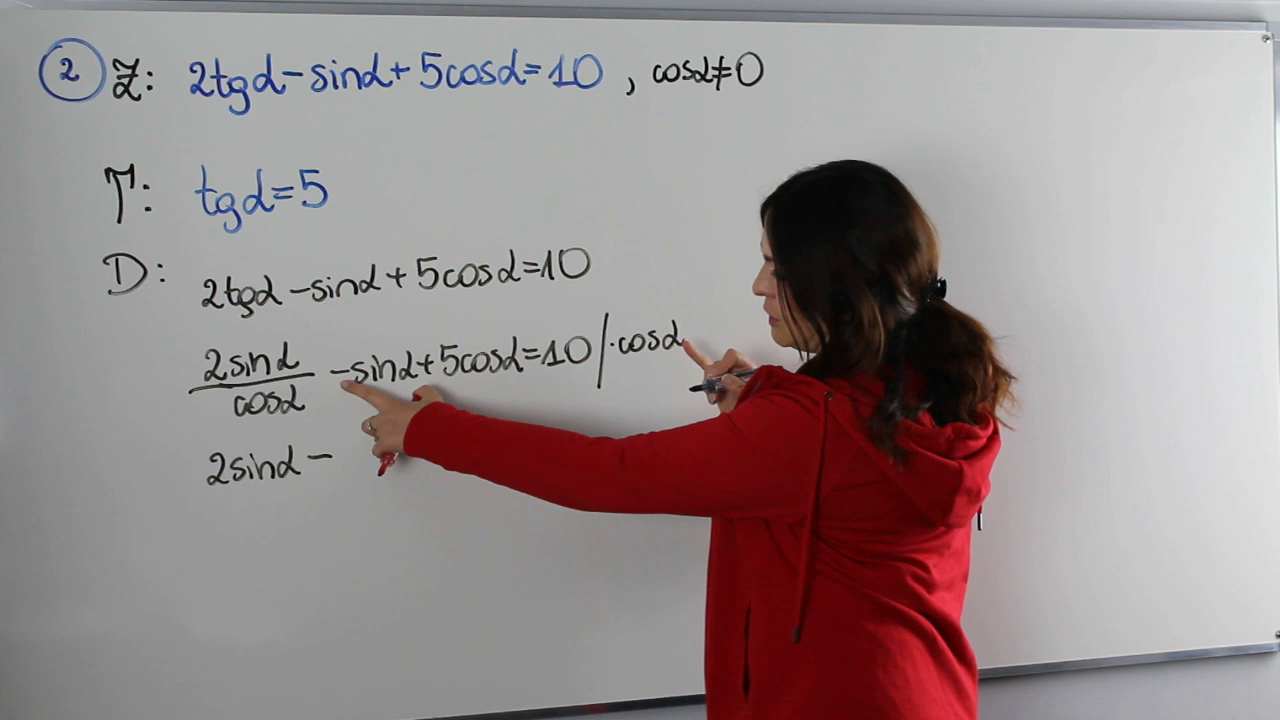 2 Z: 2tgα-sinα+5cosα=10, cosα≠0
T: tgα=5
D: 2tgα-sinα+5cosα=10
2sinα/cosα -sinα+5cosα=10/·cosα
2sinα-